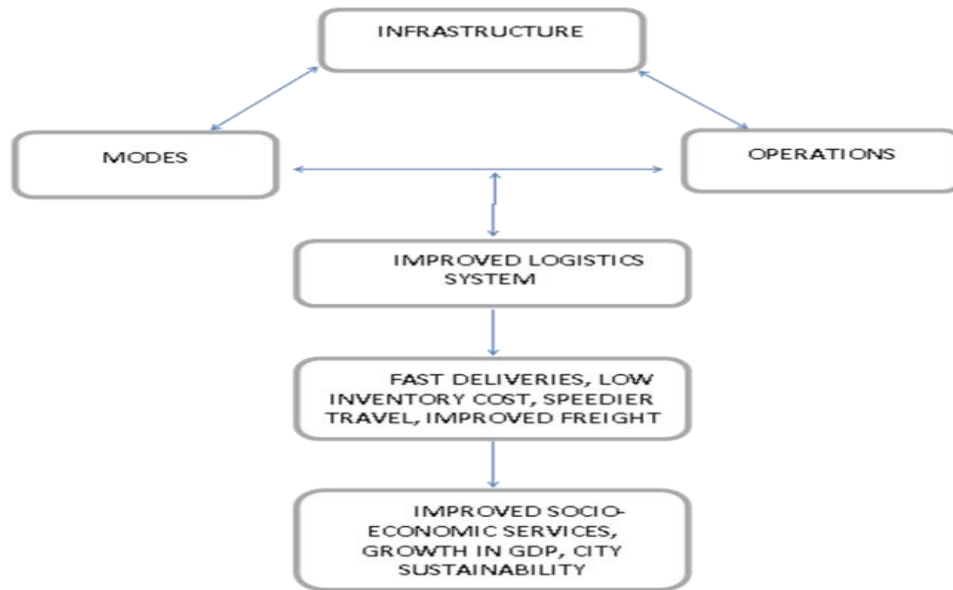 INFRASTRUCTURE
MODES
OPERATIONS
IMPROVED LOGISTICS
SYSTEM
FAST DELIVERIES, LOW
INVENTORY COST, SPEEDIER
TRAVEL, IMPROVED FREIGHT
IMPROVED SOCIO-
ECONOMIC SERVICES,
GROWTH IN GDP, CITY
SUSTAINABILITY